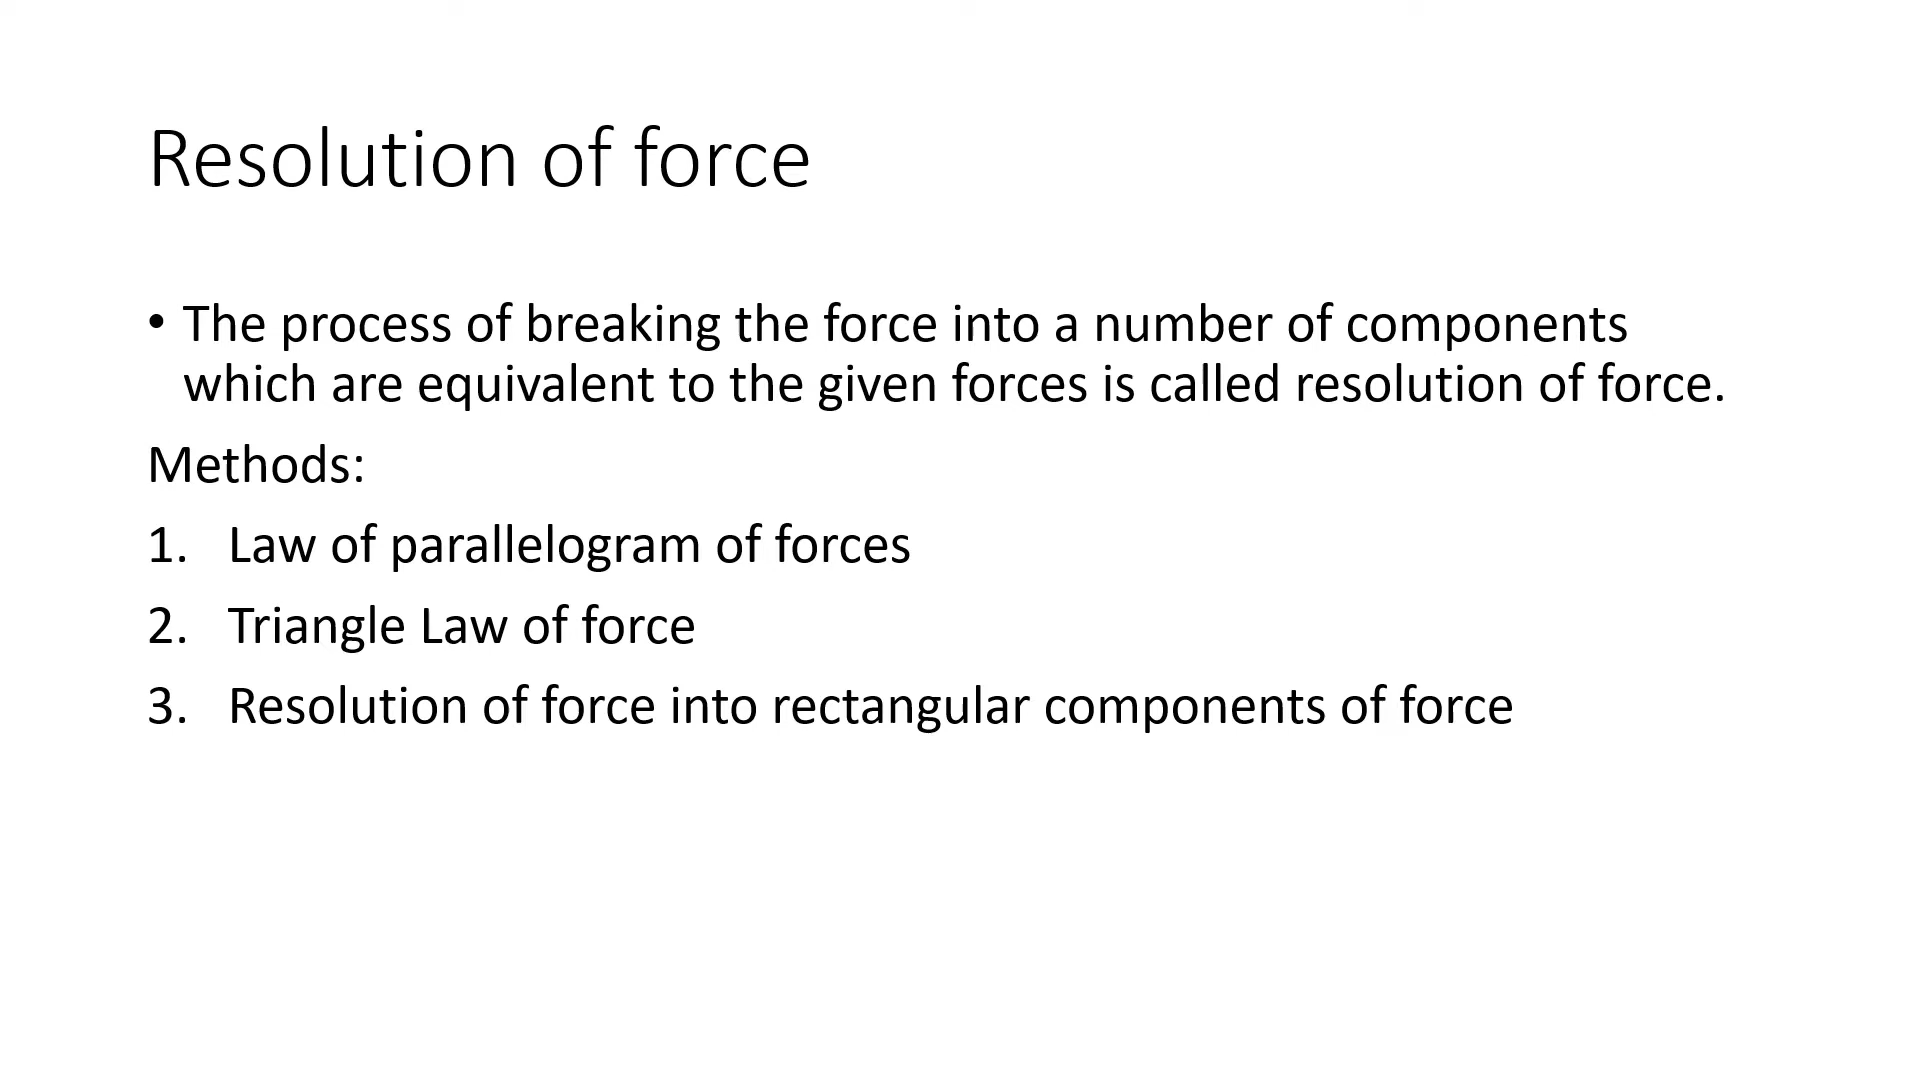 Resolution of force
• The process of breaking the force into a number of components
which are equivalent to the given forces is called resolution of force.
Methods:
1. Law of parallelogram of forces
2. Triangle Law of force
3. Resolution of force into rectangular components of force